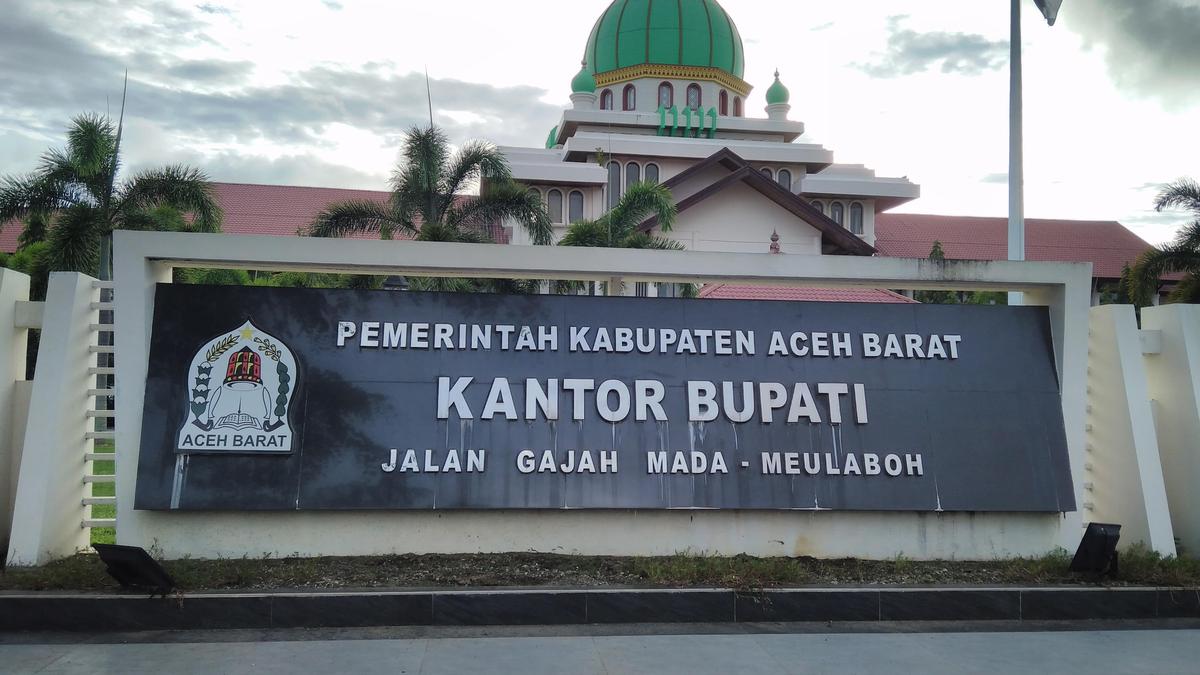 PEMERINTAH KABUPATEN ACEH BARAT
KANTOR BUPATI
JALAN GAJAH MADA - MEULABOH
ACEH BARAT